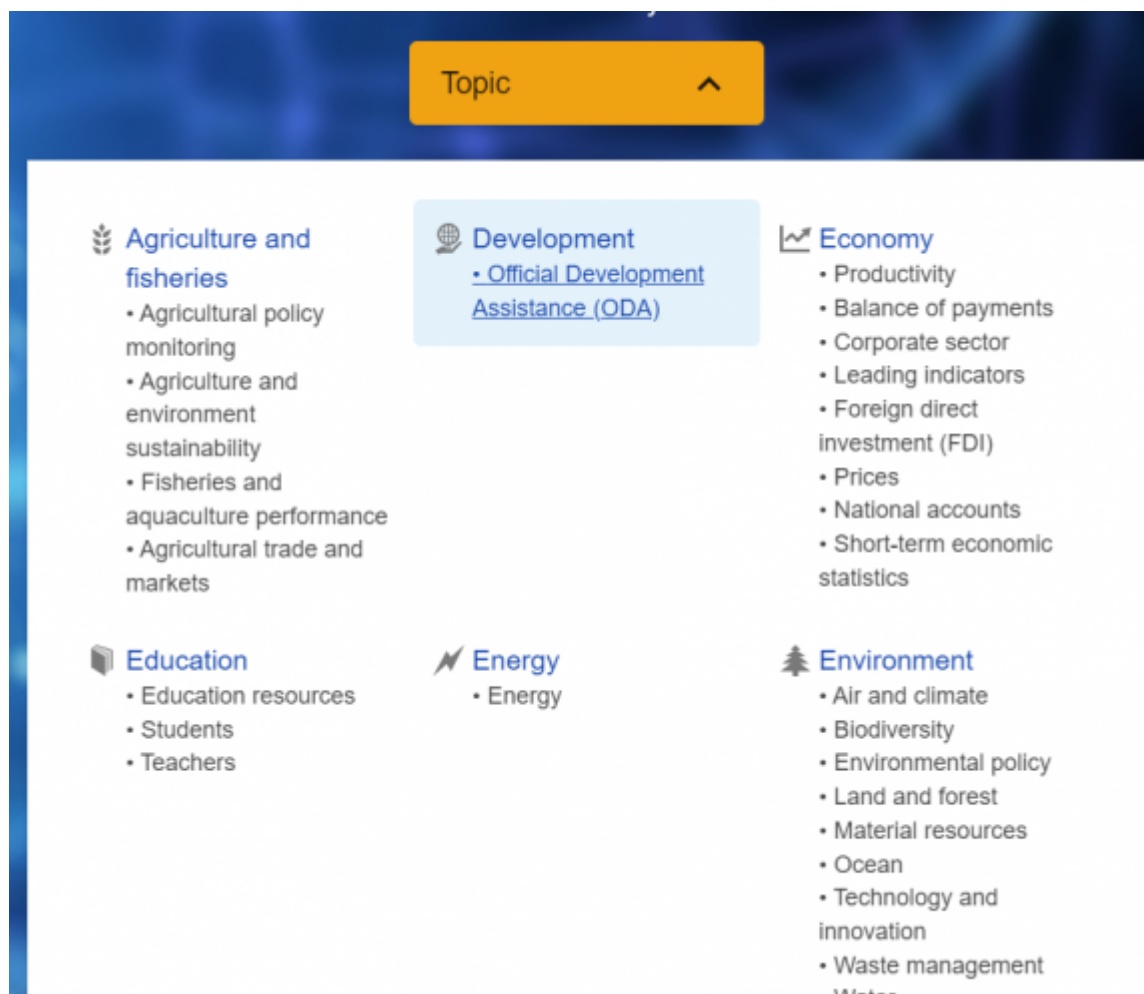 Topic
Agriculture and
fisheries
• Agricultural policy
monitoring
• Agriculture and
environment
sustainability
• Fisheries and
aquaculture performance
• Agricultural trade and
markets
Development
• Official Development
Assistance (ODA)
Economy
• Productivity
• Balance of payments
• Corporate sector
• Leading indicators
• Foreign direct
investment (FDI)
• Prices
• National accounts
• Short-term economic
statistics
Education
• Education resources
• Students
• Teachers
Energy
• Energy
Environment
• Air and climate
• Biodiversity
• Environmental policy
• Land and forest
• Material resources
• Ocean
• Technology and
innovation
• Waste management